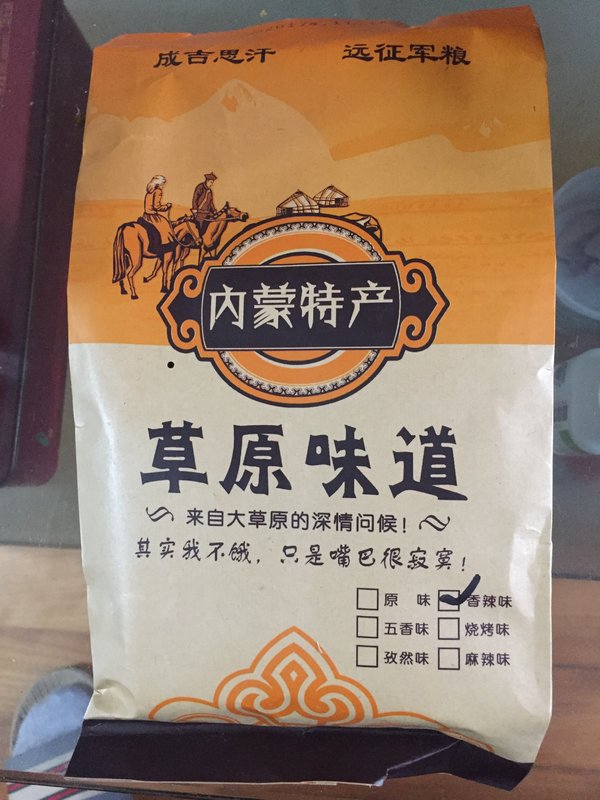 成吉思汗 远征军粮
内蒙特产
草原味道
来自大草原的深情问候！
其实我不饿，只是嘴巴很寂寞！
原 味 香辣味
五香味 烧烤味
孜然味 麻辣味